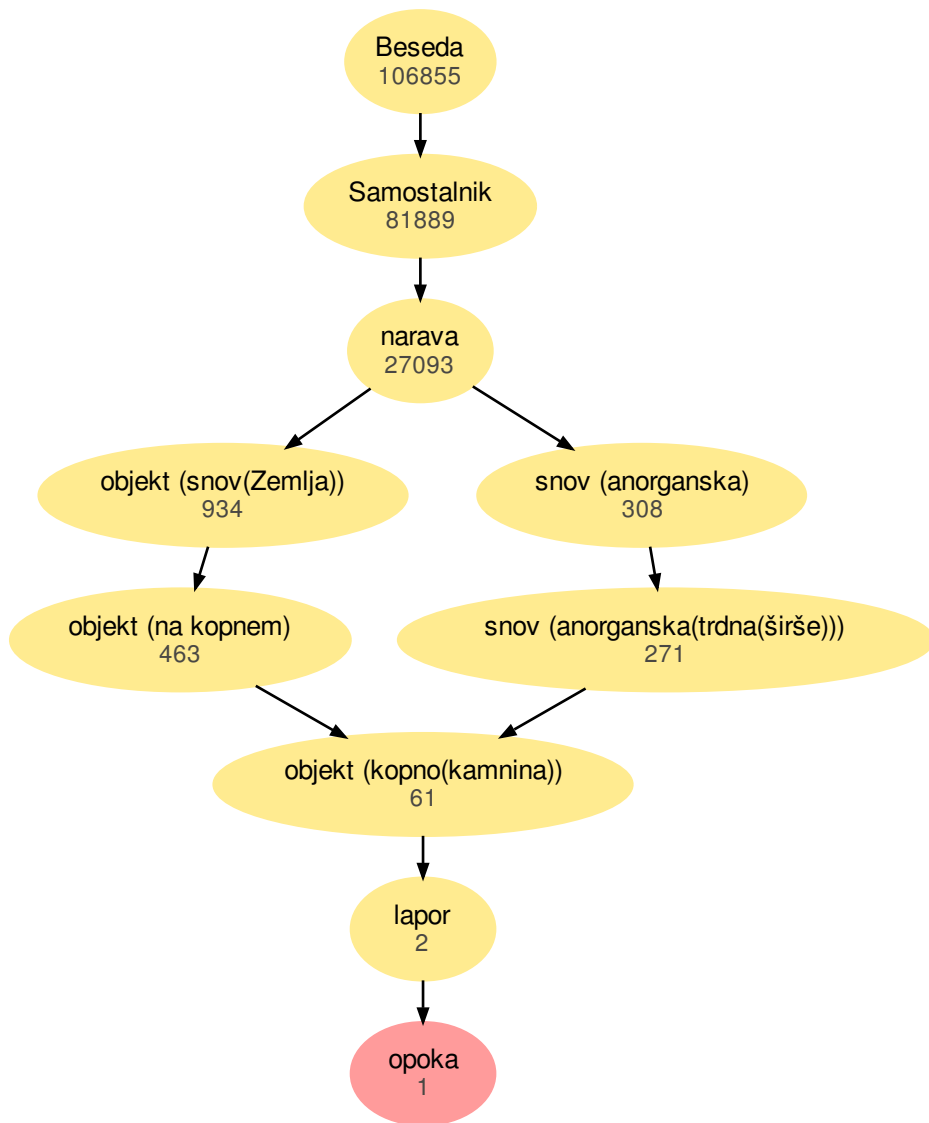 Beseda
106855
Samostalnik
81889
narava
27093
objekt (snov(Zemlja))
934
snov (anorganska)
308
objekt (na kopnem)
463
snov (anorganska(trdna(širše)))
271
objekt (kopno(kamnina))
61
lapor
2
opoka
1